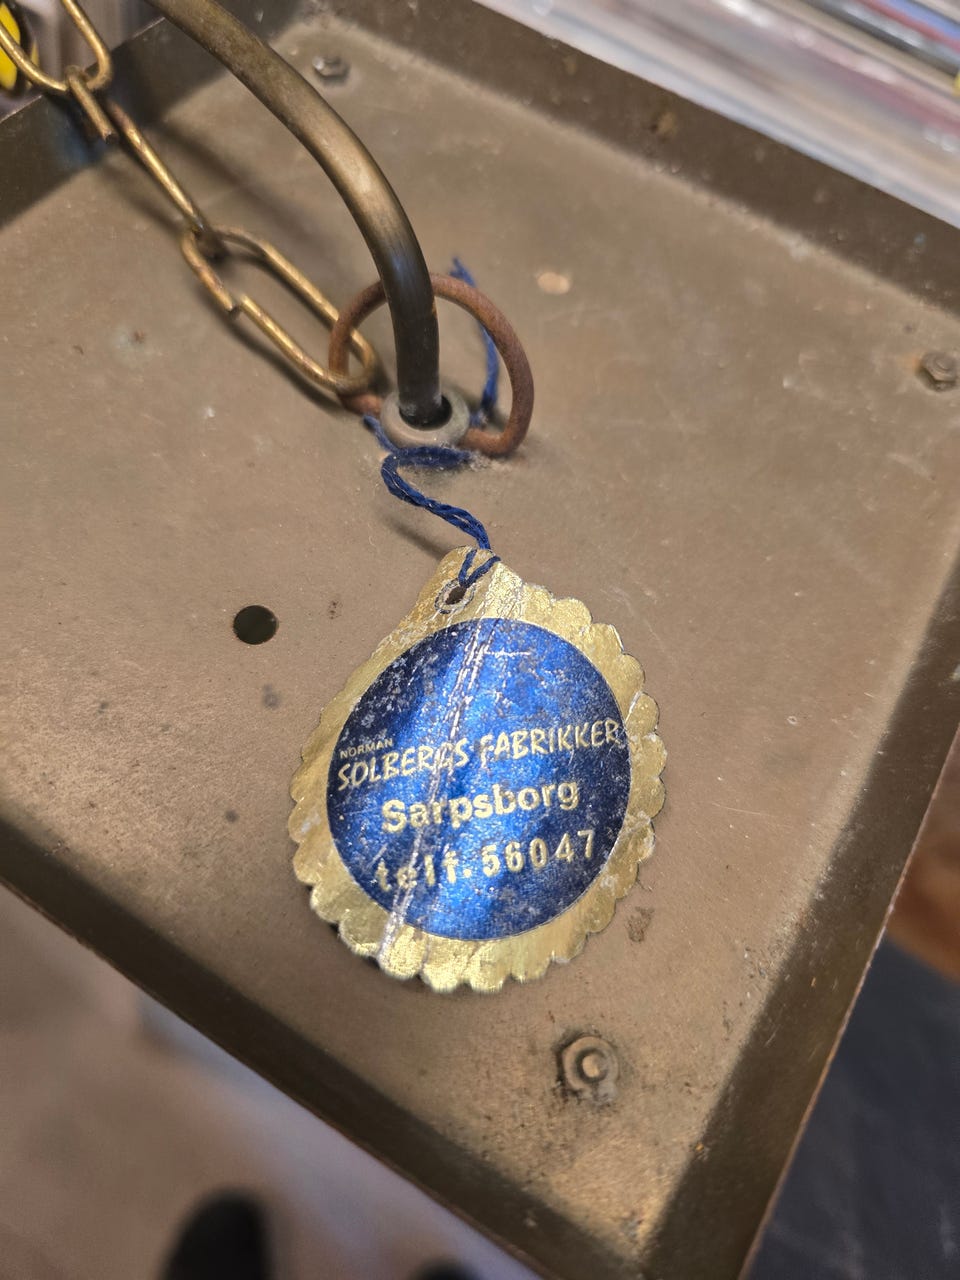 NORMAN
SOLBERGS FABRIKKER
Sarpsborg
telf. 56047